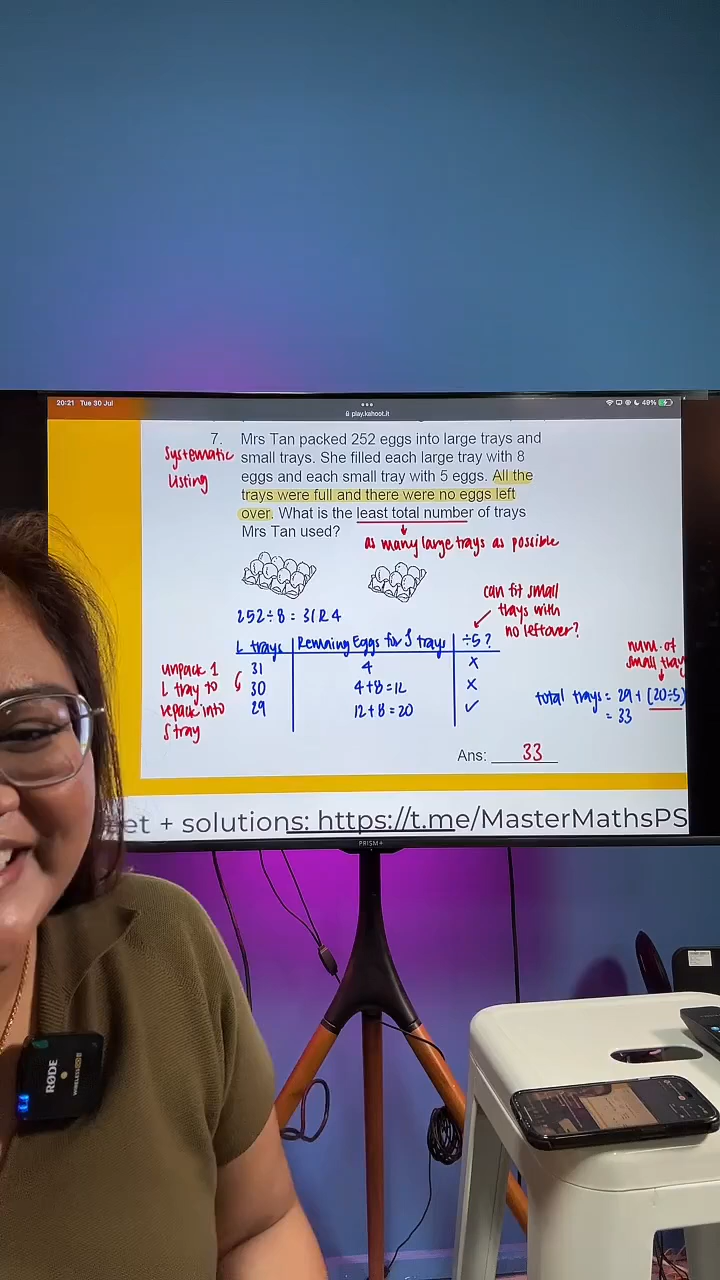 20:21 Tue 30 Jul
play.kahoot.it
49%
7. Mrs Tan packed 252 eggs into large trays and
small trays. She filled each large tray with 8
eggs and each small tray with 5 eggs. All the
trays were full and there were no eggs left
over. What is the least total number of trays
Mrs Tan used?
Systematic
Listing
as many large trays as possible
252÷8 = 31R4
can fit small
trays with
no leftover?
L trays | Remaining Eggs for S trays | ÷5?
31 4 x
30 4+8=12 x
29 12+8=20 ✓
unpack 1
L tray to
repack into
S tray
num. of
small tray
total trays = 29 + (20÷5)
= 33
Ans: 33
et + solutions: https://t.me/MasterMathsPS
PRISM+
RØDE
WIRELESS GO